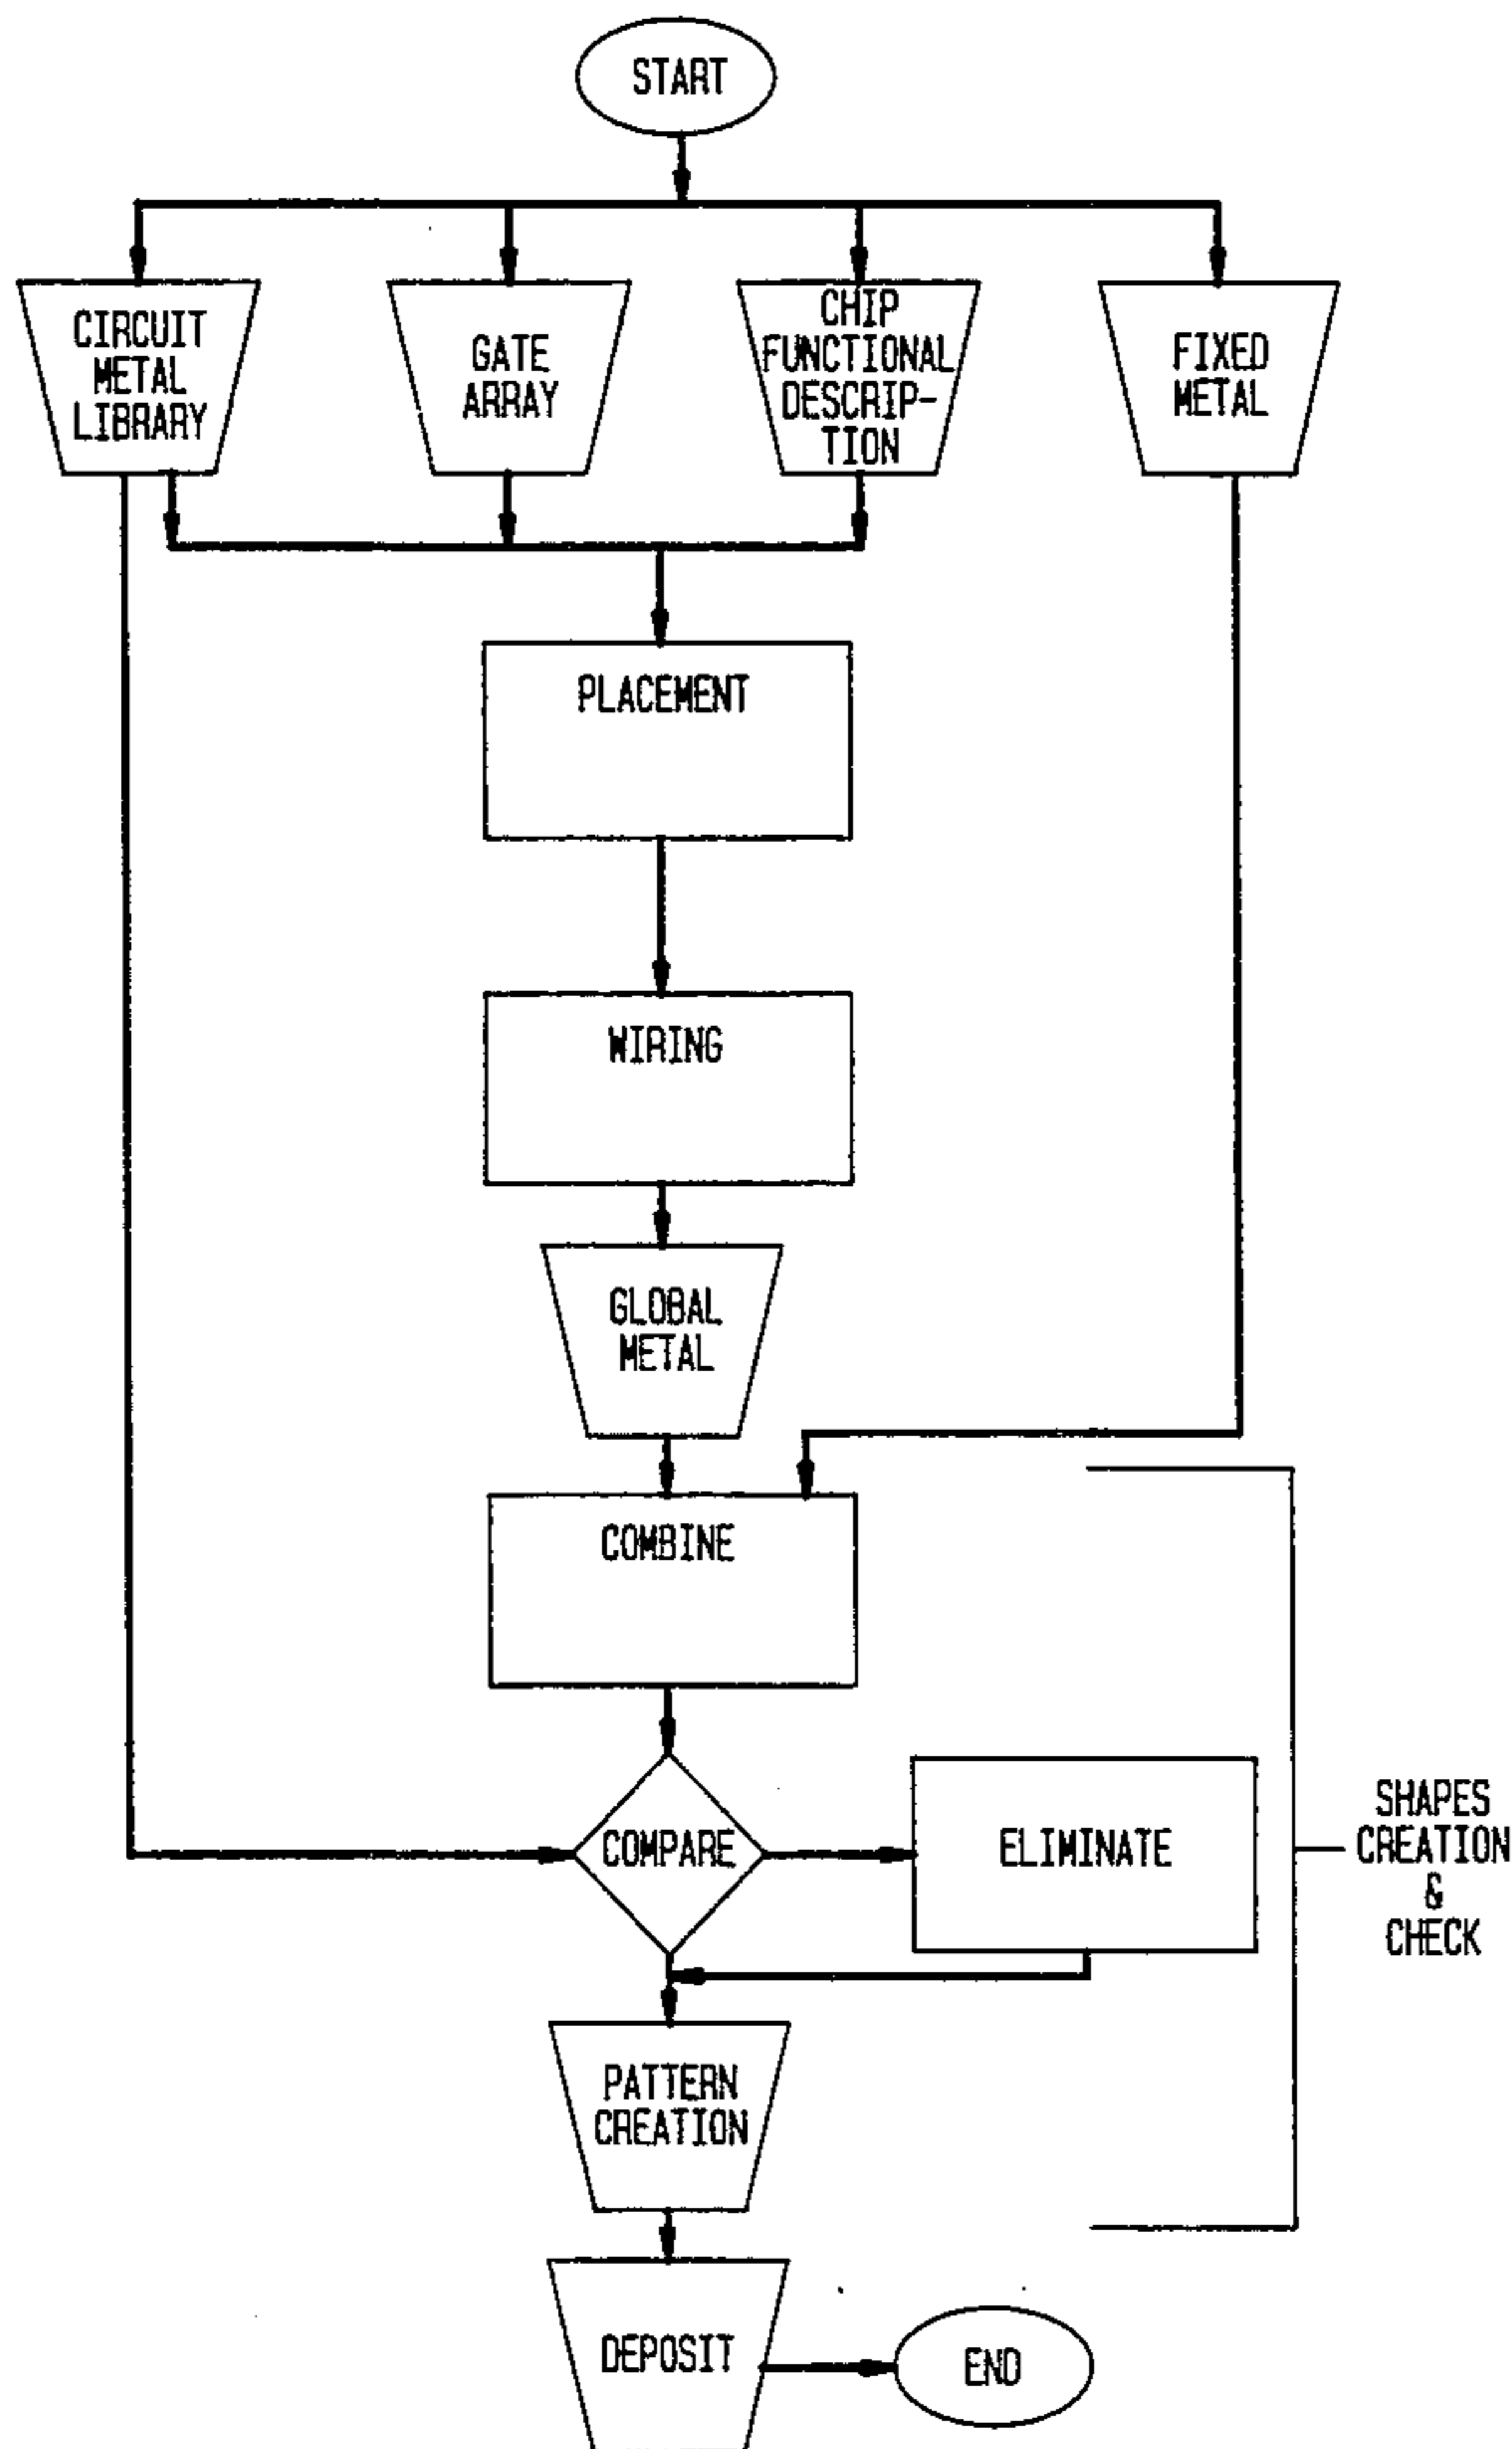 START
CIRCUIT
METAL
LIBRARY
GATE
ARRAY
CHIP
FUNCTIONAL
DESCRIP-
TION
FIXED
METAL
PLACEMENT
WIRING
GLOBAL
METAL
COMBINE
COMPARE
ELIMINATE
SHAPES
CREATION
&
CHECK
PATTERN
CREATION
DEPOSIT
END